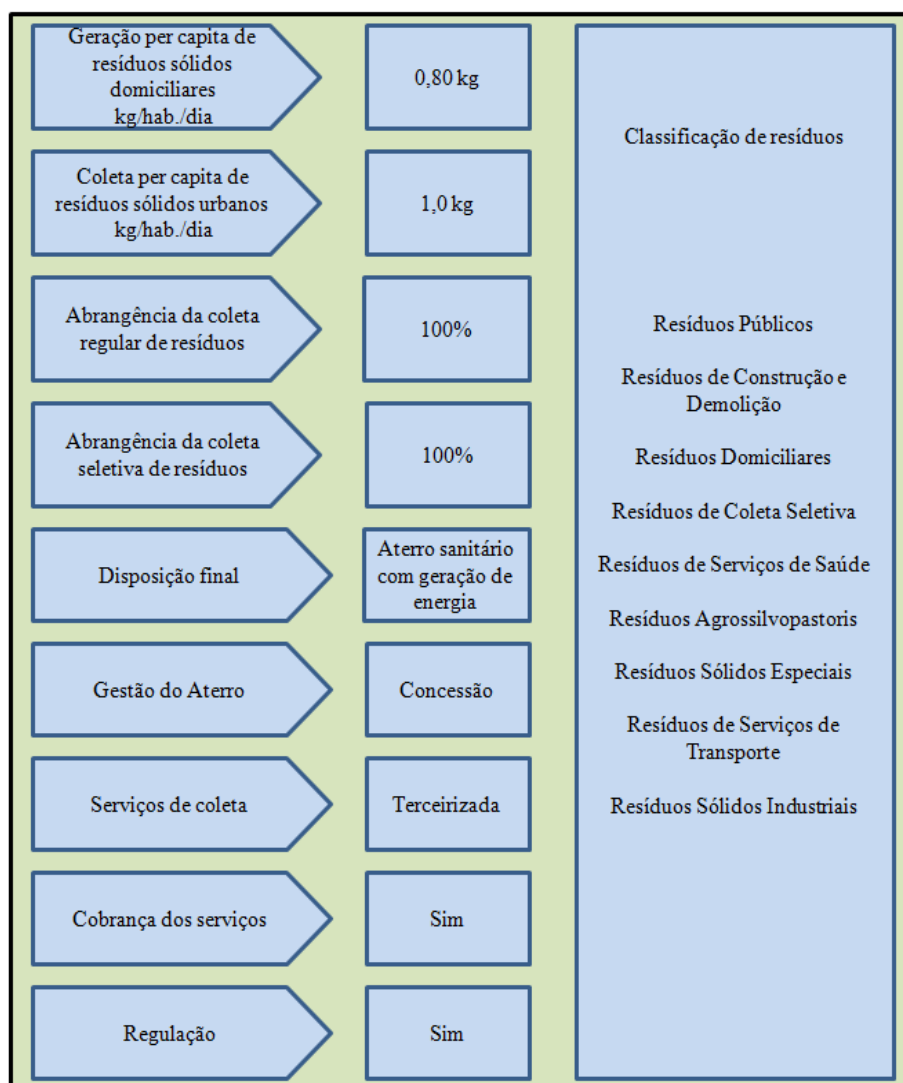 Geração per capita de
resíduos sólidos
domiciliares
kg/hab./dia
0,80 kg
Coleta per capita de
resíduos sólidos urbanos
kg/hab./dia
1,0 kg
Abrangência da coleta
regular de resíduos
100%
Abrangência da coleta
seletiva de resíduos
100%
Disposição final
Aterro sanitário
com geração de
energia
Gestão do Aterro
Concessão
Serviços de coleta
Terceirizada
Cobrança dos serviços
Sim
Regulação
Sim
Classificação de resíduos
Resíduos Públicos
Resíduos de Construção e
Demolição
Resíduos Domiciliares
Resíduos de Coleta Seletiva
Resíduos de Serviços de Saúde
Resíduos Agrossilvopastoris
Resíduos Sólidos Especiais
Resíduos de Serviços de
Transporte
Resíduos Sólidos Industriais